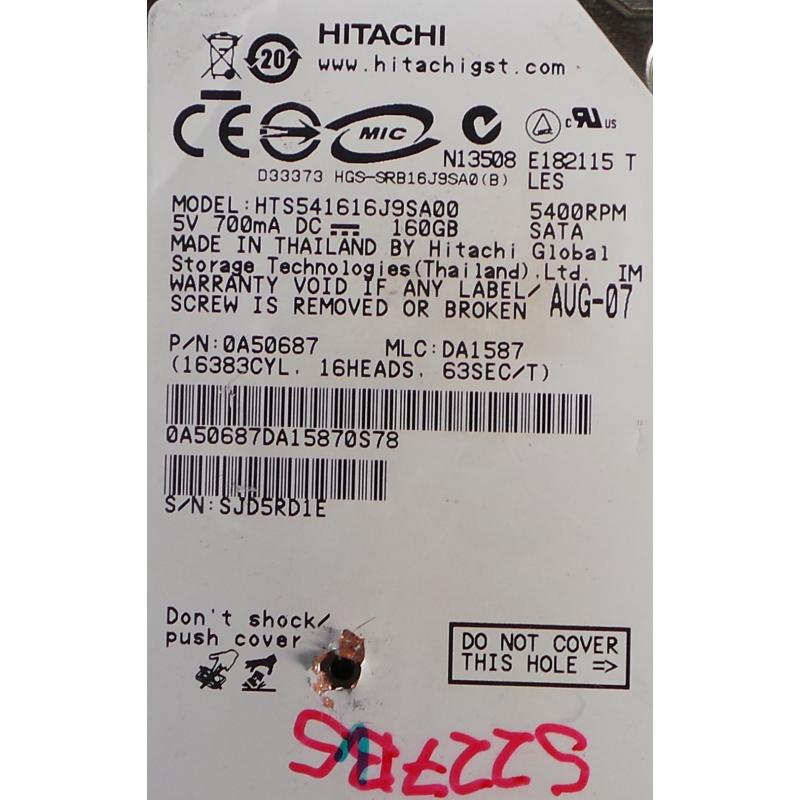 20
HITACHI
www.hitachigst.com
CE MIC c UR US
N13508 E182115 T
D33373 HGS-SRB16J9SA0(B) LES
MODEL:HTS541616J9SA00 5400RPM
5V 700mA DC 160GB SATA
MADE IN THAILAND BY Hitachi Global
Storage Technologies(Thailand).Ltd. IM
WARRANTY VOID IF ANY LABEL/
SCREW IS REMOVED OR BROKEN AUG-07
P/N:0A50687 MLC:DA1587
(16383CYL. 16HEADS. 63SEC/T)
0A50687DA15870S78
S/N:SJD5RD1E
Don't shock/
push cover
DO NOT COVER
THIS HOLE =>